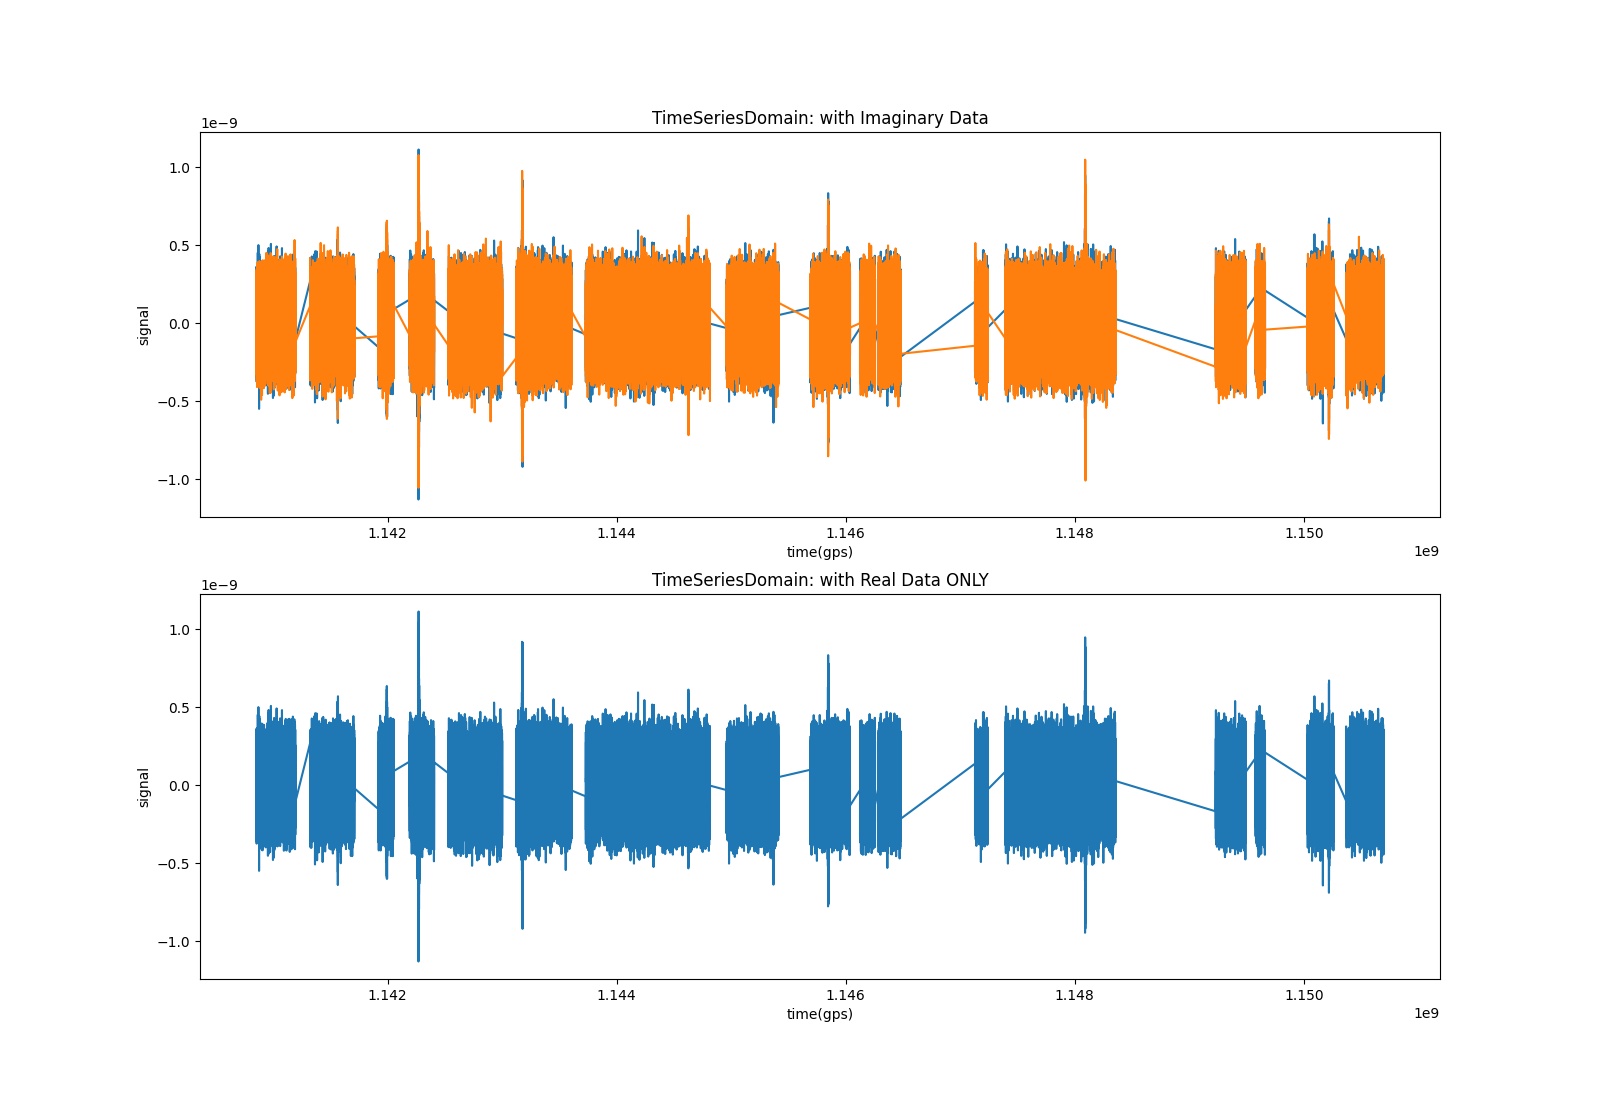 TimeSeriesDomain: with Imaginary Data
1e−9
1.0
0.5
0.0
−0.5
−1.0
signal
1.142 1.144 1.146 1.148 1.150
time(gps)
1e9
TimeSeriesDomain: with Real Data ONLY
1e−9
1.0
0.5
0.0
−0.5
−1.0
signal
1.142 1.144 1.146 1.148 1.150
time(gps)
1e9